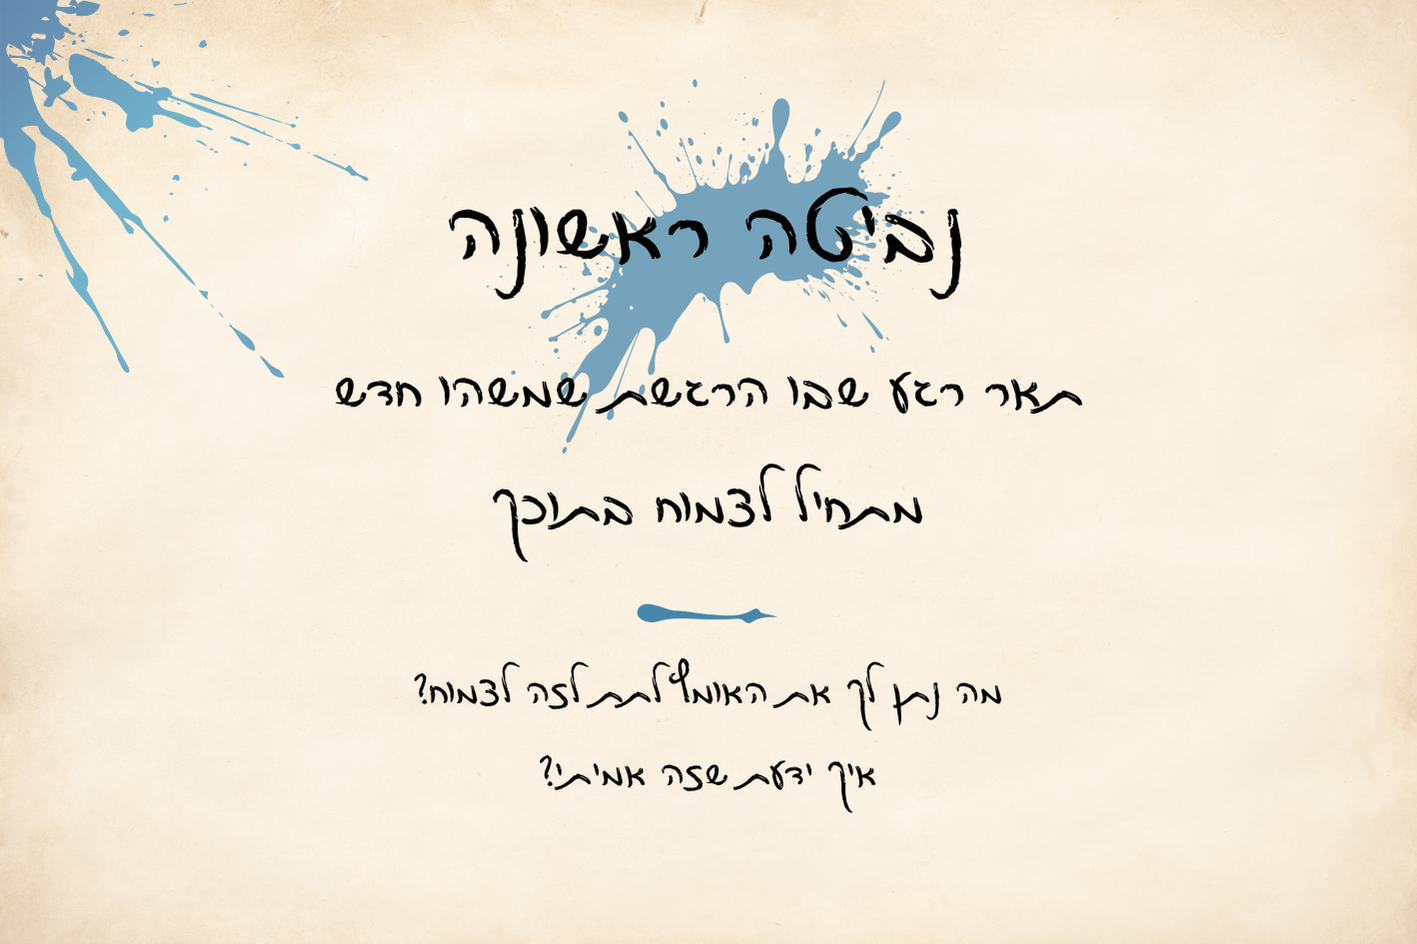 נביטה ראשונה
תאר רגע שבו הרגשת שמשהו חדש
מתחיל לצמוח בתוכך
מה נתן לך את האומץ לתת לזה לצמוח?
איך ידעת שזה אמיתי?